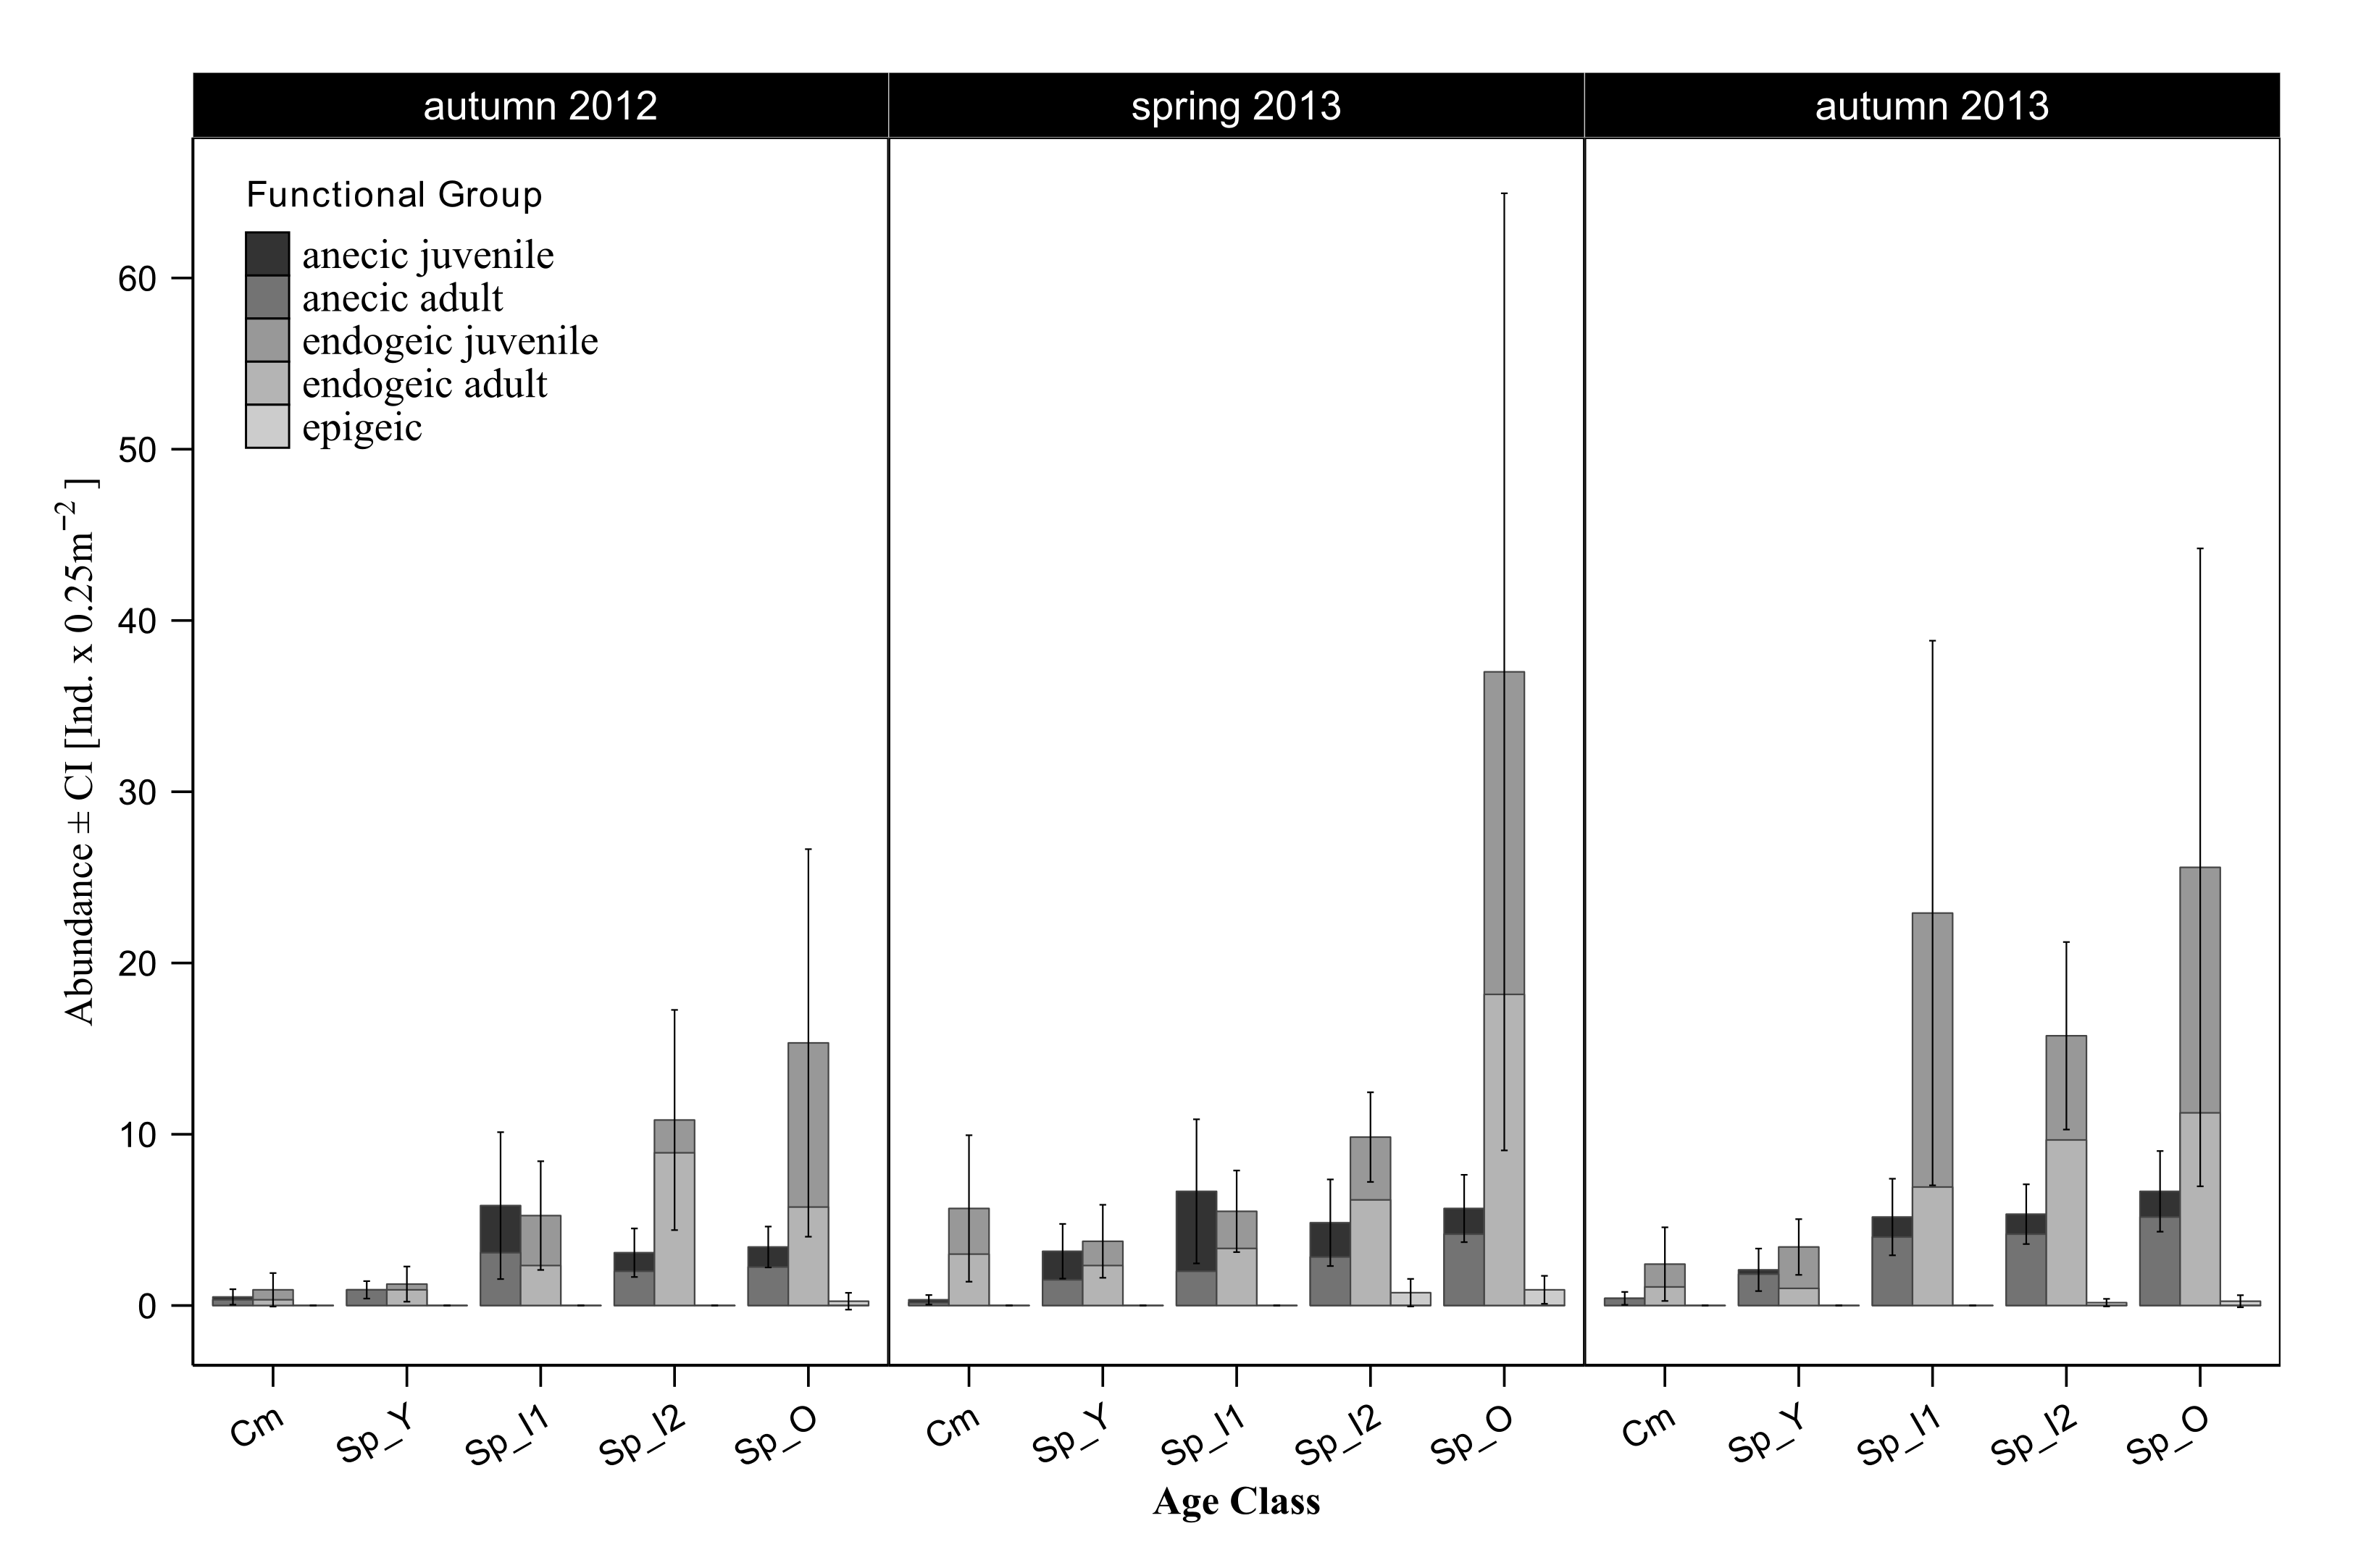 autumn 2012
spring 2013
autumn 2013
Functional Group
anecic juvenile
anecic adult
endogeic juvenile
endogeic adult
epigeic
60
50
40
30
20
10
0
Abundance ± CI [Ind. x 0.25m⁻²]
Cm
Sp_Y
Sp_I1
Sp_I2
Sp_O
Cm
Sp_Y
Sp_I1
Sp_I2
Sp_O
Cm
Sp_Y
Sp_I1
Sp_I2
Sp_O
Age Class